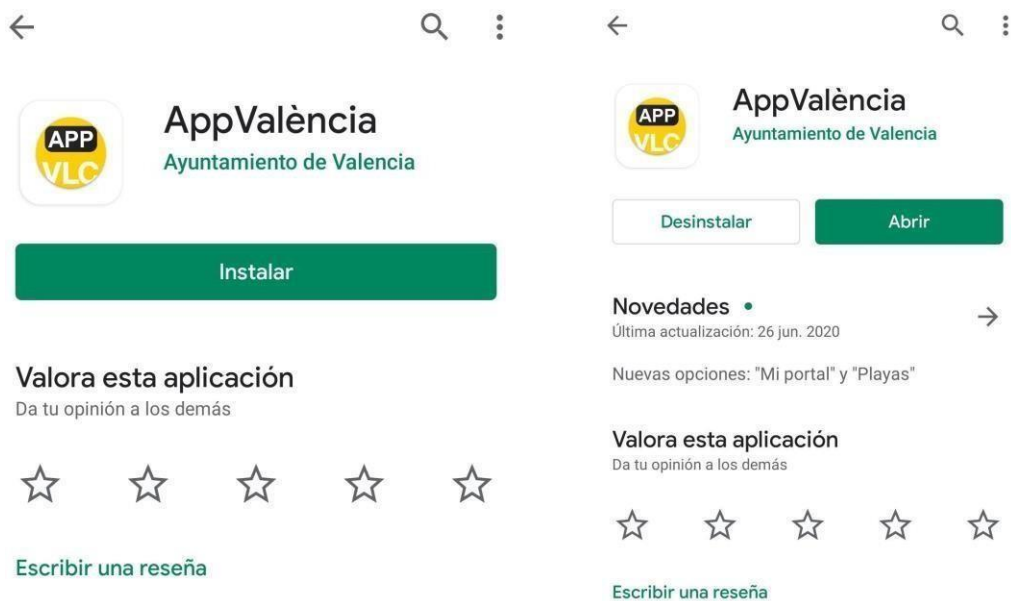 APP
VLC
AppValència
Ayuntamiento de Valencia
Instalar
Valora esta aplicación
Da tu opinión a los demás
Escribir una reseña
APP
VLC
AppValència
Ayuntamiento de Valencia
Desinstalar
Abrir
Novedades •
Última actualización: 26 jun. 2020
Nuevas opciones: "Mi portal" y "Playas"
Valora esta aplicación
Da tu opinión a los demás
Escribir una reseña